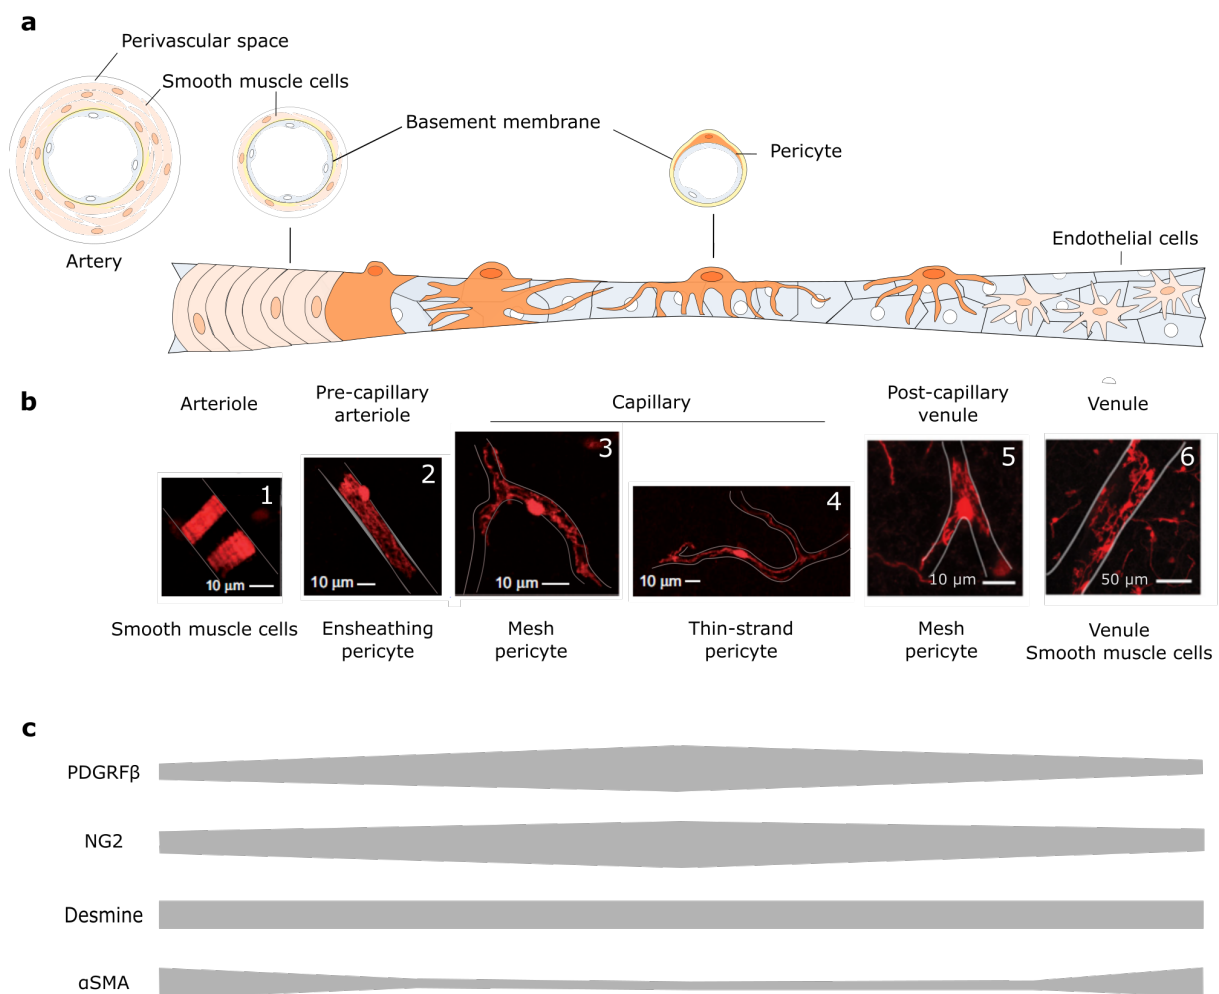 a
Perivascular space
Smooth muscle cells
Basement membrane
Pericyte
Artery
Endothelial cells
b
Arteriole
Pre-capillary
arteriole
Capillary
Post-capillary
venule
Venule
1
10 µm
2
10 µm
3
10 µm
4
10 µm
5
10 µm
6
50 µm
Smooth muscle cells
Ensheathing
pericyte
Mesh
pericyte
Thin-strand
pericyte
Mesh
pericyte
Venule
Smooth muscle cells
c
PDGRFβ
NG2
Desmine
αSMA